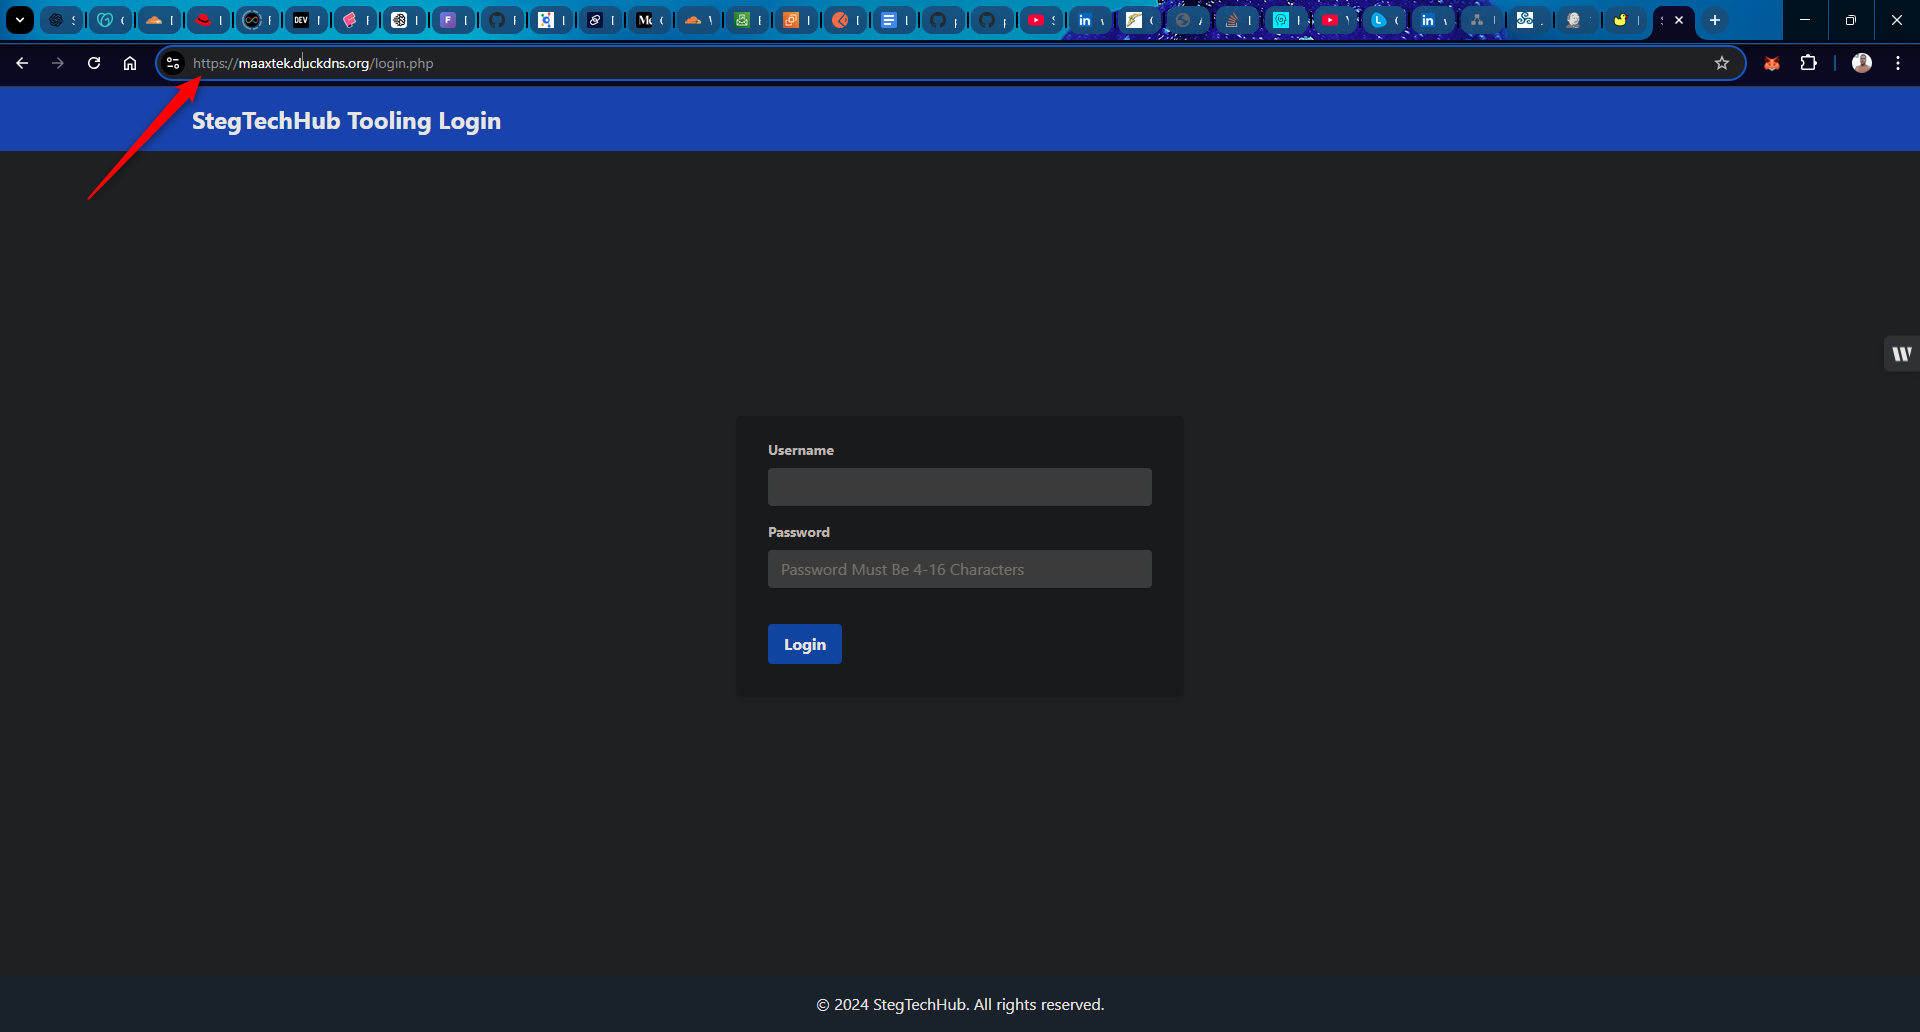 https://maaxtek.duckdns.org/login.php
StegTechHub Tooling Login
Username
Password
Password Must Be 4-16 Characters
Login
© 2024 StegTechHub. All rights reserved.